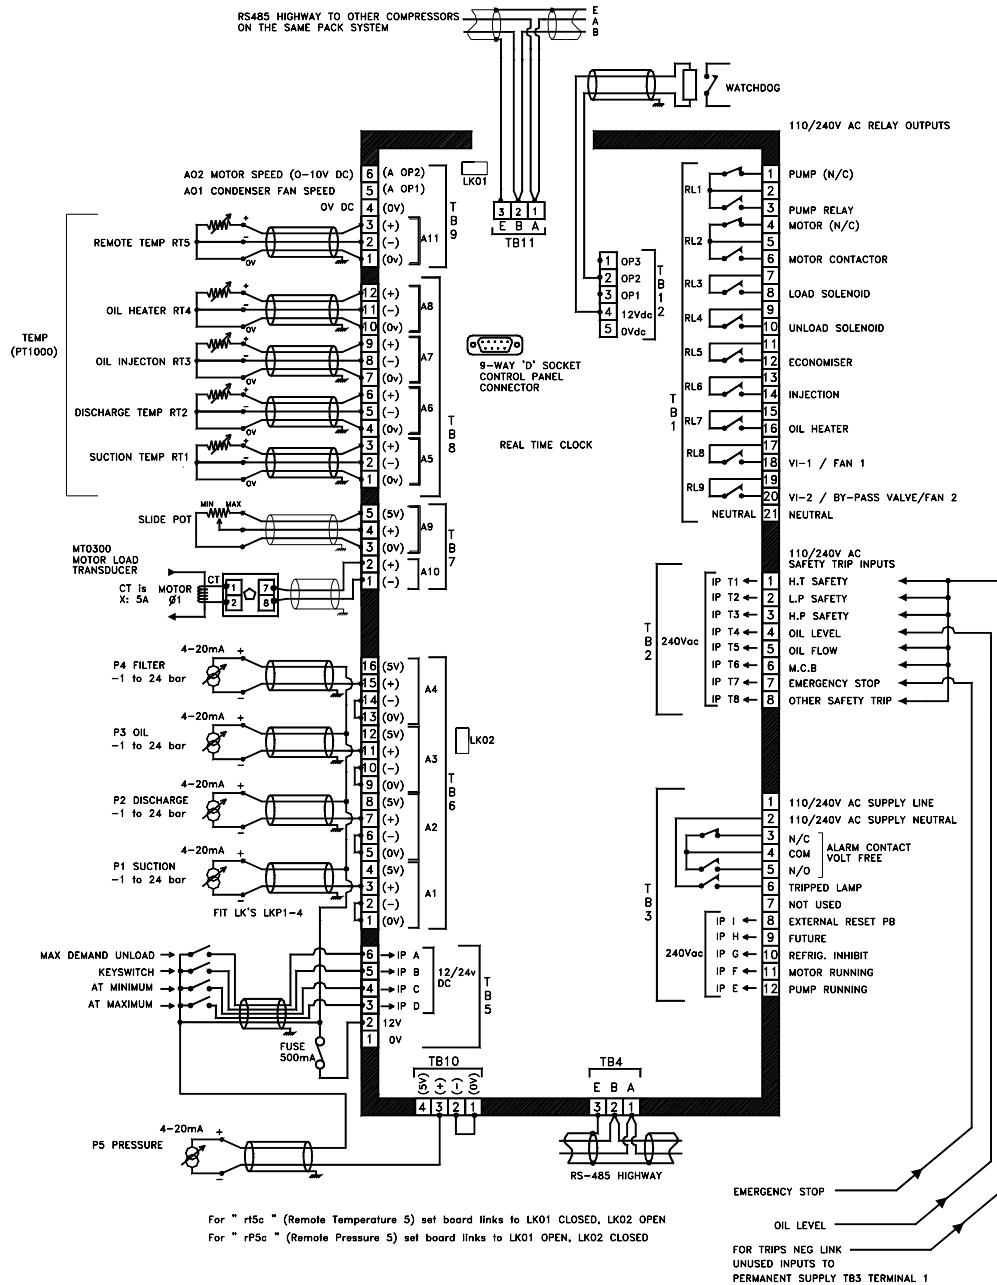 RS485 HIGHWAY TO OTHER COMPRESSORS
ON THE SAME PACK SYSTEM
E
A
B
WATCHDOG
110/240V AC RELAY OUTPUTS
LK01
3 2 1
E B A
TB11
AO2 MOTOR SPEED (0-10V DC) 6 (A OP2)
AO1 CONDENSER FAN SPEED 5 (A OP1)
0V DC 4 (0V)
TB9
REMOTE TEMP RT5
+
-
0V
3 (+)
2 (-)
1 (0v)
A11
TEMP
(PT1000)
OIL HEATER RT4
+
-
0V
12 (+)
11 (-)
10 (0v)
A8
OIL INJECTON RT3
+
-
0V
9 (+)
8 (-)
7 (0v)
A7
DISCHARGE TEMP RT2
+
-
0V
6 (+)
5 (-)
4 (0v)
A6
SUCTION TEMP RT1
+
-
0V
3 (+)
2 (-)
1 (0v)
A5
TB8
SLIDE POT
MIN MAX
5 (5V)
4 (+)
3 (0V)
A9
2 (+)
1 (-)
A10
TB7
MT0300
MOTOR LOAD
TRANSDUCER
CT is
X: 5A
MOTOR
Ø1
CT
1 7
2 8
P4 FILTER
-1 to 24 bar
4-20mA
+
-
16 (5V)
15 (+)
14 (-)
13 (0V)
A4
P3 OIL
-1 to 24 bar
4-20mA
+
-
12 (5V)
11 (+)
10 (-)
9 (0V)
A3
P2 DISCHARGE
-1 to 24 bar
4-20mA
+
-
8 (5V)
7 (+)
6 (-)
5 (0V)
A2
P1 SUCTION
-1 to 24 bar
4-20mA
+
-
4 (5V)
3 (+)
2 (-)
1 (0V)
A1
TB6
FIT LK'S LKP1-4
LK02
MAX DEMAND UNLOAD 6 IP A
KEYSWITCH 5 IP B
AT MINIMUM 4 IP C
AT MAXIMUM 3 IP D
12/24v
DC
2 12V
1 0V
TB5
FUSE
500mA
TB10
(5V) (+) (-) (0V)
4 3 2 1
P5 PRESSURE
4-20mA
+
-
TB4
E B A
3 2 1
RS-485 HIGHWAY
9-WAY 'D' SOCKET
CONTROL PANEL
CONNECTOR
REAL TIME CLOCK
1 OP3
2 OP2
3 OP1
4 12Vdc
5 0Vdc
TB12
TB1
RL1
1 PUMP (N/C)
2
3 PUMP RELAY
RL2
4 MOTOR (N/C)
5
6 MOTOR CONTACTOR
RL3
7
8 LOAD SOLENOID
RL4
9
10 UNLOAD SOLENOID
RL5
11
12 ECONOMISER
RL6
13
14 INJECTION
RL7
15
16 OIL HEATER
RL8
17
18 VI-1 / FAN 1
RL9
19
20 VI-2 / BY-PASS VALVE/FAN 2
NEUTRAL 21 NEUTRAL
110/240V AC
SAFETY TRIP INPUTS
TB2
240Vac
IP T1 1 H.T SAFETY
IP T2 2 L.P SAFETY
IP T3 3 H.P SAFETY
IP T4 4 OIL LEVEL
IP T5 5 OIL FLOW
IP T6 6 M.C.B
IP T7 7 EMERGENCY STOP
IP T8 8 OTHER SAFETY TRIP
TB3
1 110/240V AC SUPPLY LINE
2 110/240V AC SUPPLY NEUTRAL
3 N/C
4 COM
5 N/O
ALARM CONTACT
VOLT FREE
6 TRIPPED LAMP
7 NOT USED
240Vac
IP I 8 EXTERNAL RESET PB
IP H 9 FUTURE
IP G 10 REFRIG. INHIBIT
IP F 11 MOTOR RUNNING
IP E 12 PUMP RUNNING
EMERGENCY STOP
OIL LEVEL
FOR TRIPS NEG LINK
UNUSED INPUTS TO
PERMANENT SUPPLY TB3 TERMINAL 1
For " rt5c " (Remote Temperature 5) set board links to LK01 CLOSED, LK02 OPEN
For " rP5c " (Remote Pressure 5) set board links to LK01 OPEN, LK02 CLOSED